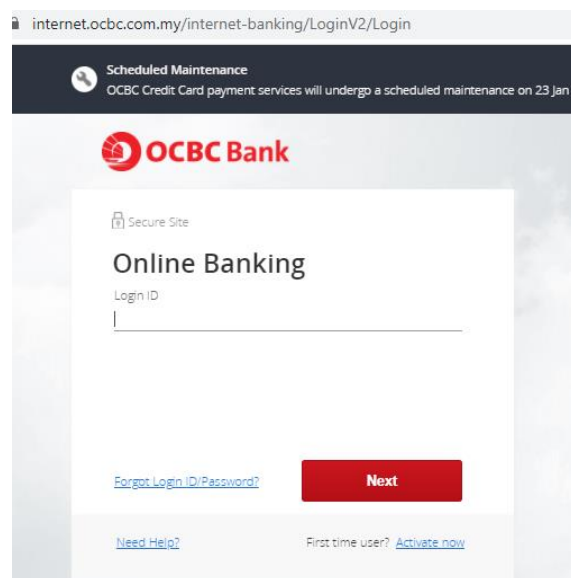 internet.ocbc.com.my/internet-banking/LoginV2/Login
Scheduled Maintenance
OCBC Credit Card payment services will undergo a scheduled maintenance on 23 Jan
OCBC Bank
Secure Site
Online Banking
Login ID
Forgot Login ID/Password?
Next
Need Help?
First time user? Activate now